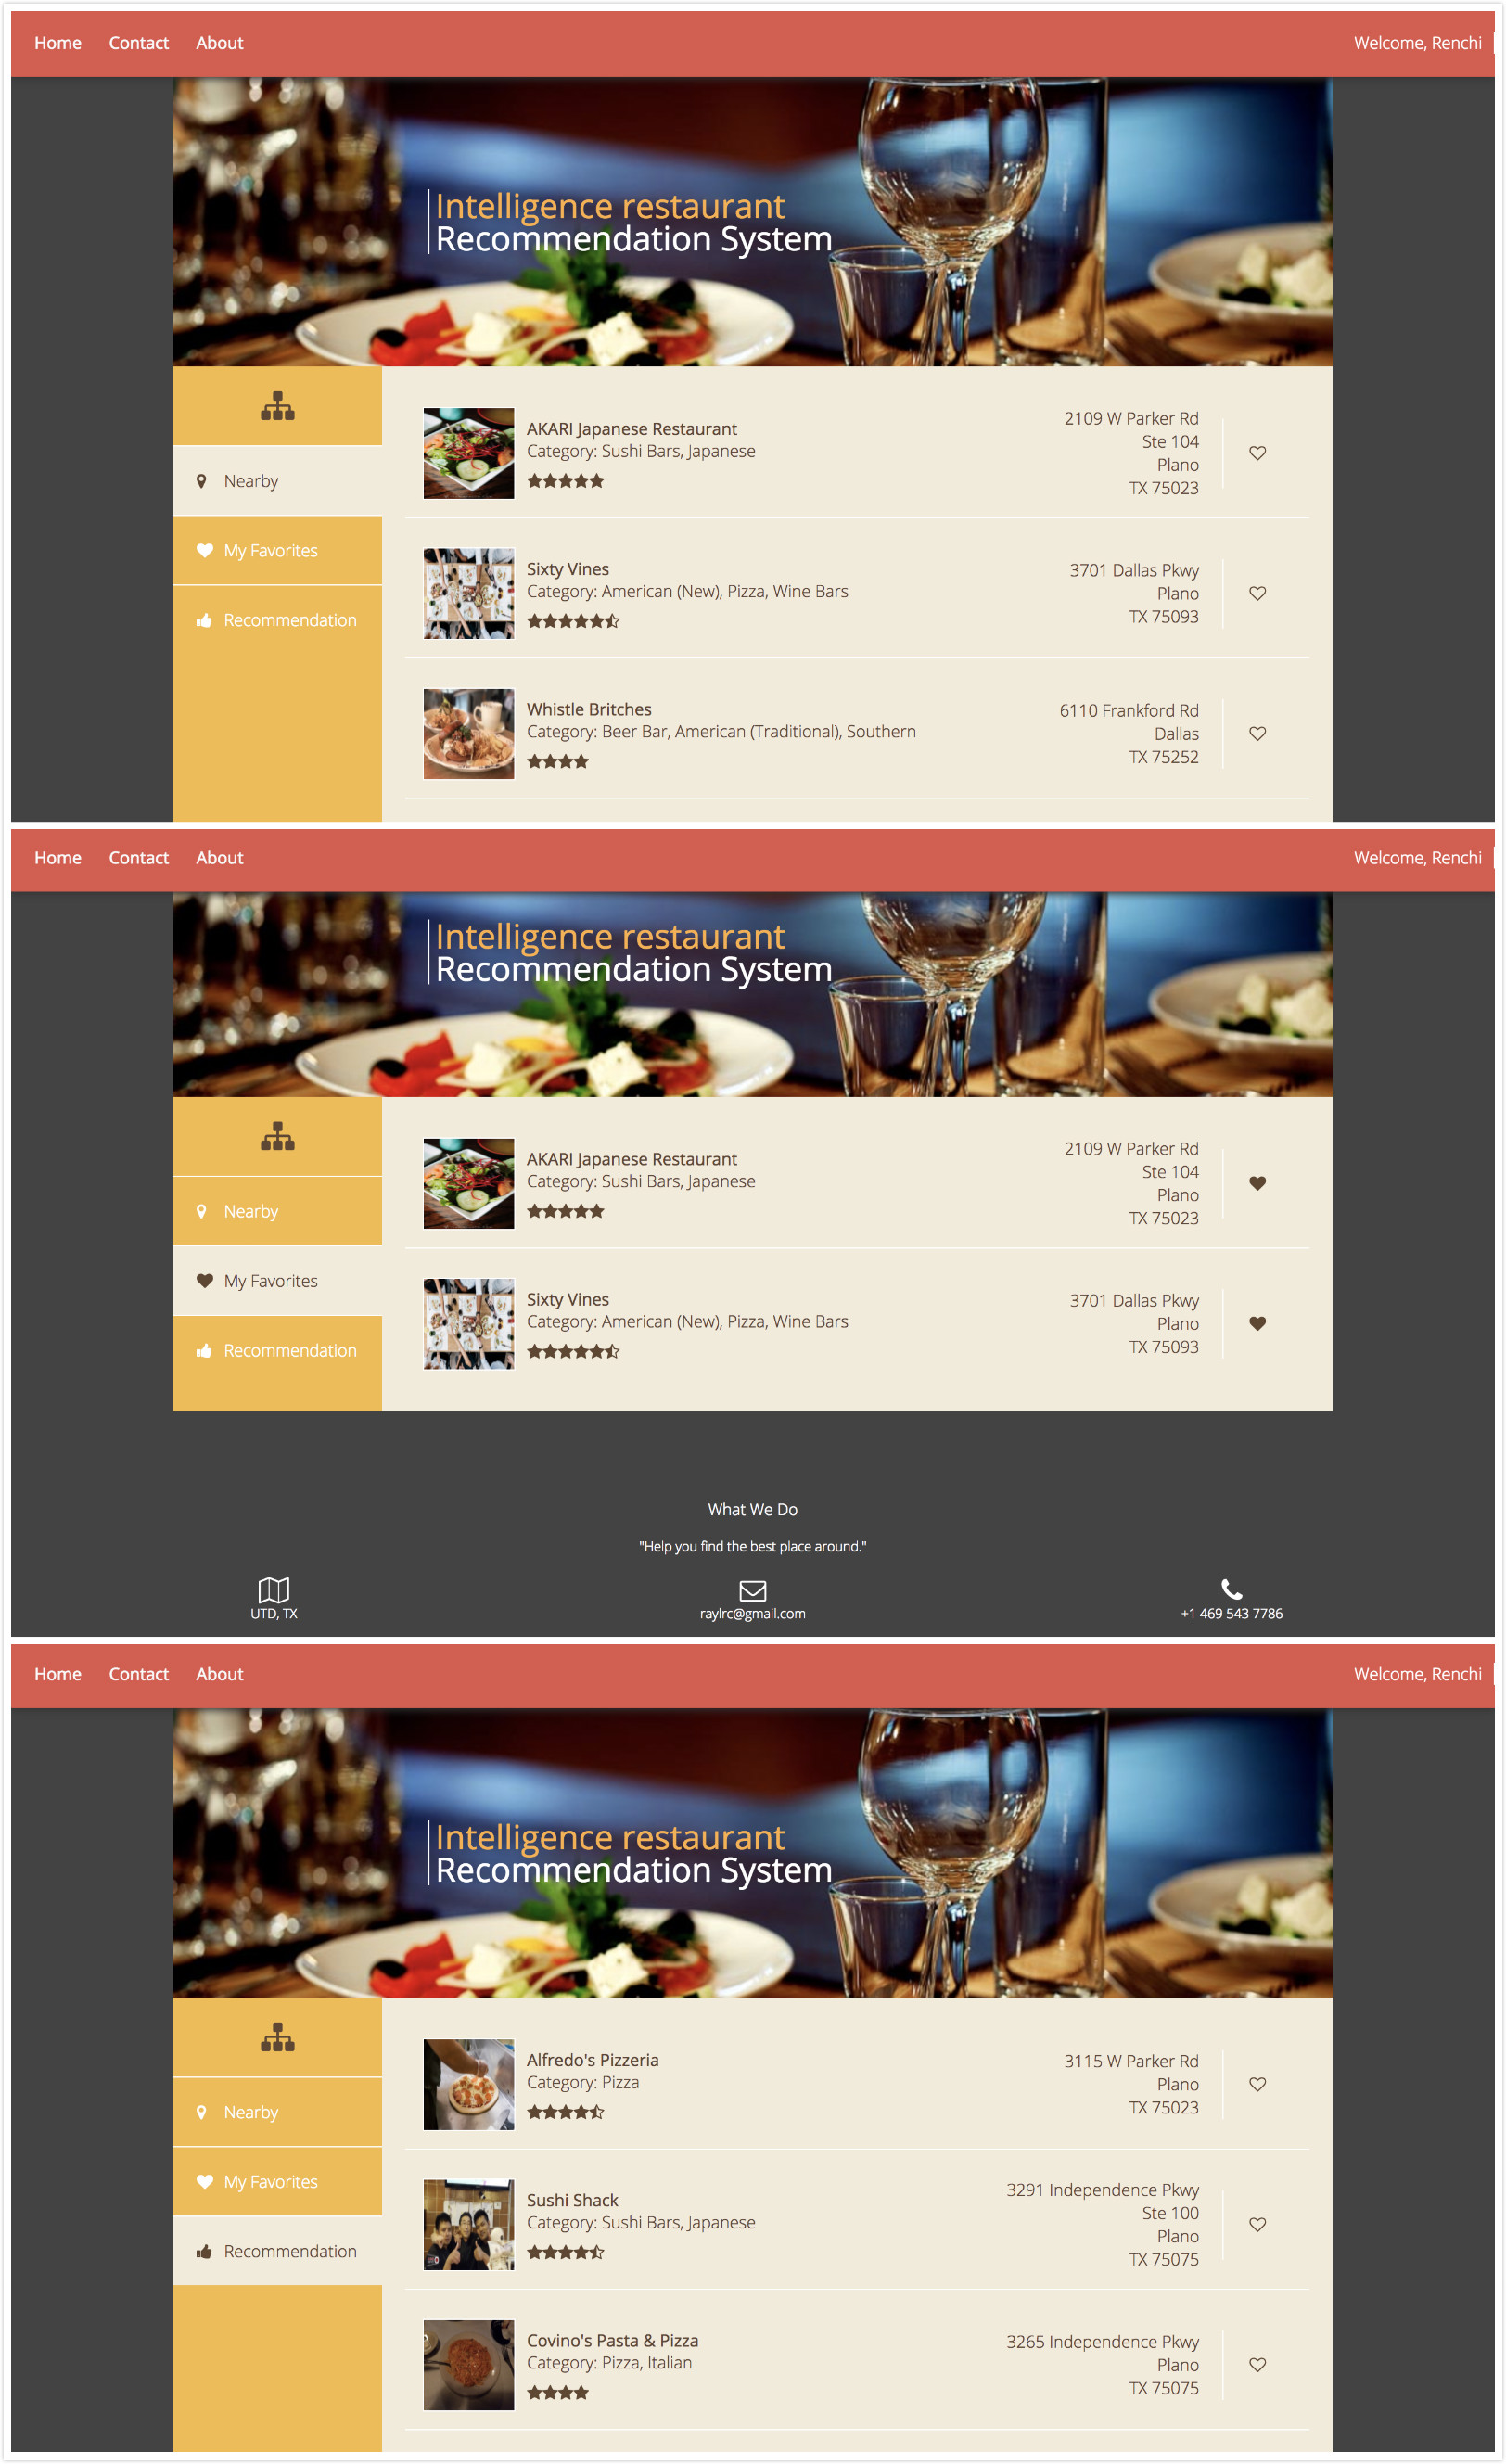 Home Contact About Welcome, Renchi
Intelligence restaurant
Recommendation System
Nearby
My Favorites
Recommendation
AKARI Japanese Restaurant
Category: Sushi Bars, Japanese
2109 W Parker Rd
Ste 104
Plano
TX 75023
Sixty Vines
Category: American (New), Pizza, Wine Bars
3701 Dallas Pkwy
Plano
TX 75093
Whistle Britches
Category: Beer Bar, American (Traditional), Southern
6110 Frankford Rd
Dallas
TX 75252
Home Contact About Welcome, Renchi
Intelligence restaurant
Recommendation System
Nearby
My Favorites
Recommendation
AKARI Japanese Restaurant
Category: Sushi Bars, Japanese
2109 W Parker Rd
Ste 104
Plano
TX 75023
Sixty Vines
Category: American (New), Pizza, Wine Bars
3701 Dallas Pkwy
Plano
TX 75093
What We Do
"Help you find the best place around."
UTD, TX
raylrc@gmail.com
+1 469 543 7786
Home Contact About Welcome, Renchi
Intelligence restaurant
Recommendation System
Nearby
My Favorites
Recommendation
Alfredo's Pizzeria
Category: Pizza
3115 W Parker Rd
Plano
TX 75023
Sushi Shack
Category: Sushi Bars, Japanese
3291 Independence Pkwy
Ste 100
Plano
TX 75075
Covino's Pasta & Pizza
Category: Pizza, Italian
3265 Independence Pkwy
Plano
TX 75075